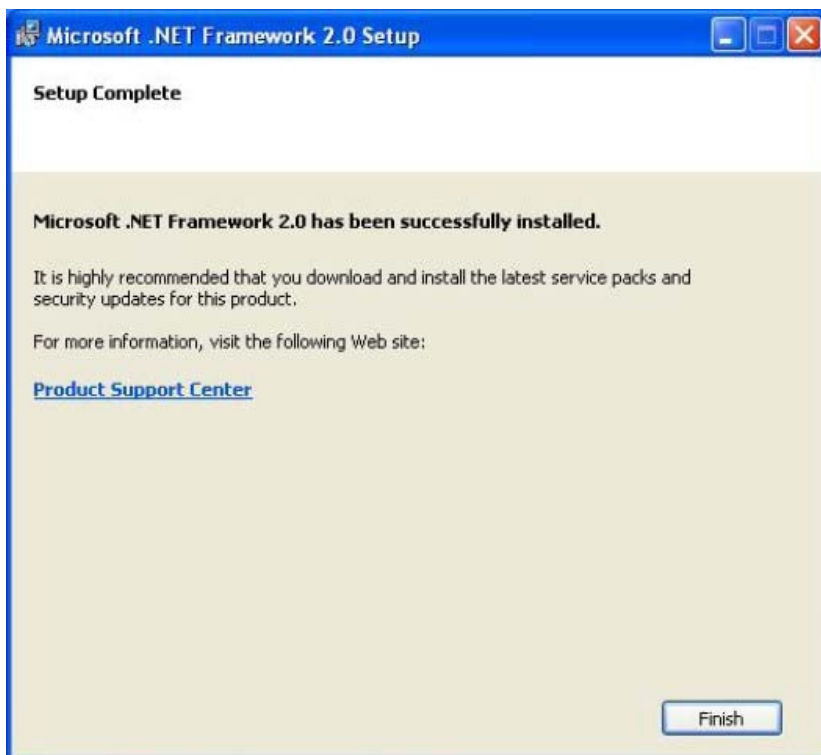 Microsoft .NET Framework 2.0 Setup
Setup Complete
Microsoft .NET Framework 2.0 has been successfully installed.
It is highly recommended that you download and install the latest service packs and
security updates for this product.
For more information, visit the following Web site:
Product Support Center
Finish